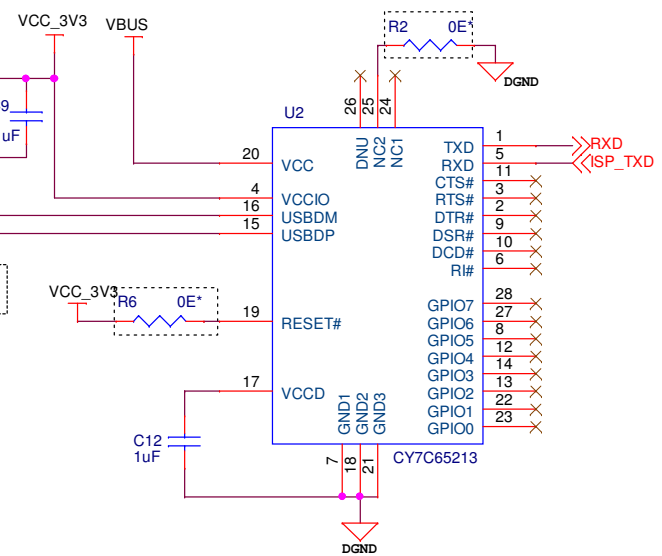 VCC_3V3
VBUS
R2 0E*
DGND
9
uF
U2
26
25
24
DNU
NC2
NC1
20 VCC
4 VCCIO
16 USBDM
15 USBDP
TXD 1 RXD
RXD 5 ISP_TXD
CTS# 11
RTS# 3
DTR# 2
DSR# 9
DCD# 10
RI# 6
VCC_3V3
R6 0E*
19 RESET#
GPIO7 28
GPIO6 27
GPIO5 8
GPIO4 12
GPIO3 14
GPIO2 13
GPIO1 22
GPIO0 23
17 VCCD
GND1
GND2
GND3
C12
1uF
7
18
21
CY7C65213
DGND